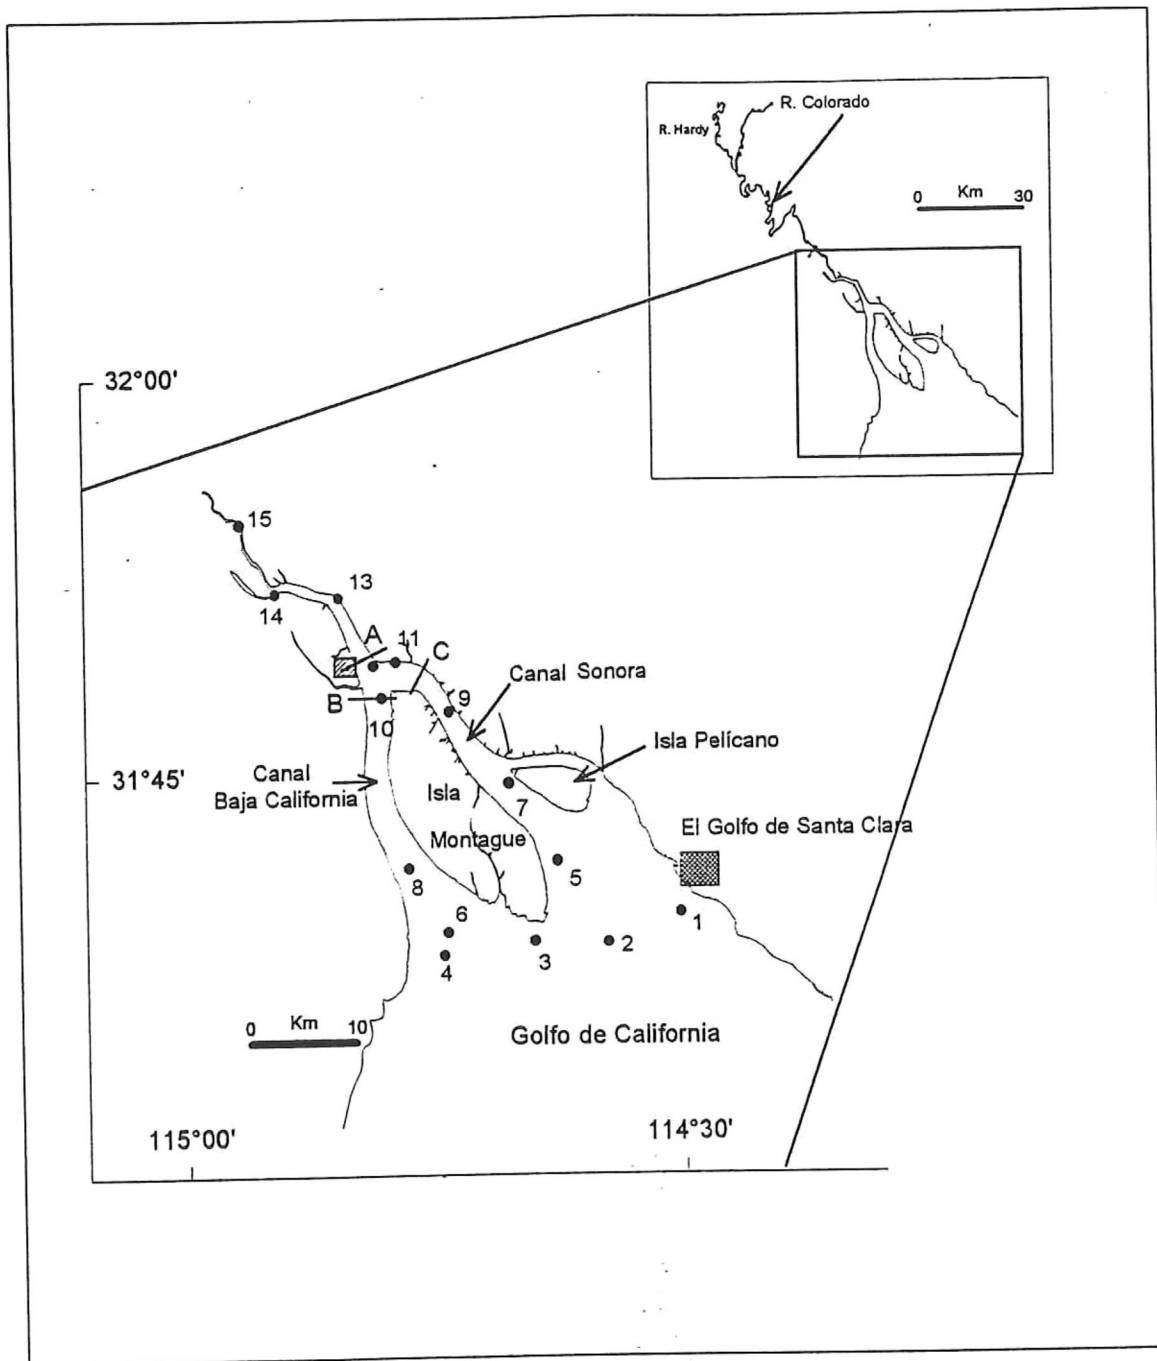 R. Colorado
R. Hardy
0 Km 30
32°00'
15
13
14
A
11
C
Canal Sonora
B
9
10
Isla Pelícano
31°45'
Canal
Baja California
Isla
Montague
7
El Golfo de Santa Clara
5
8
6
1
2
3
4
0 Km 10
Golfo de California
115°00'
114°30'